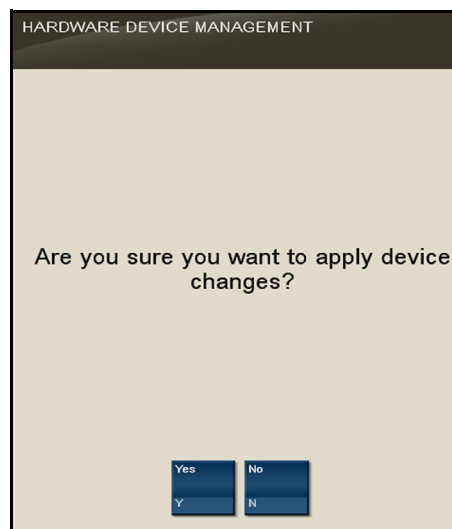 HARDWARE DEVICE MANAGEMENT
Are you sure you want to apply device
changes?
Yes No
Y N